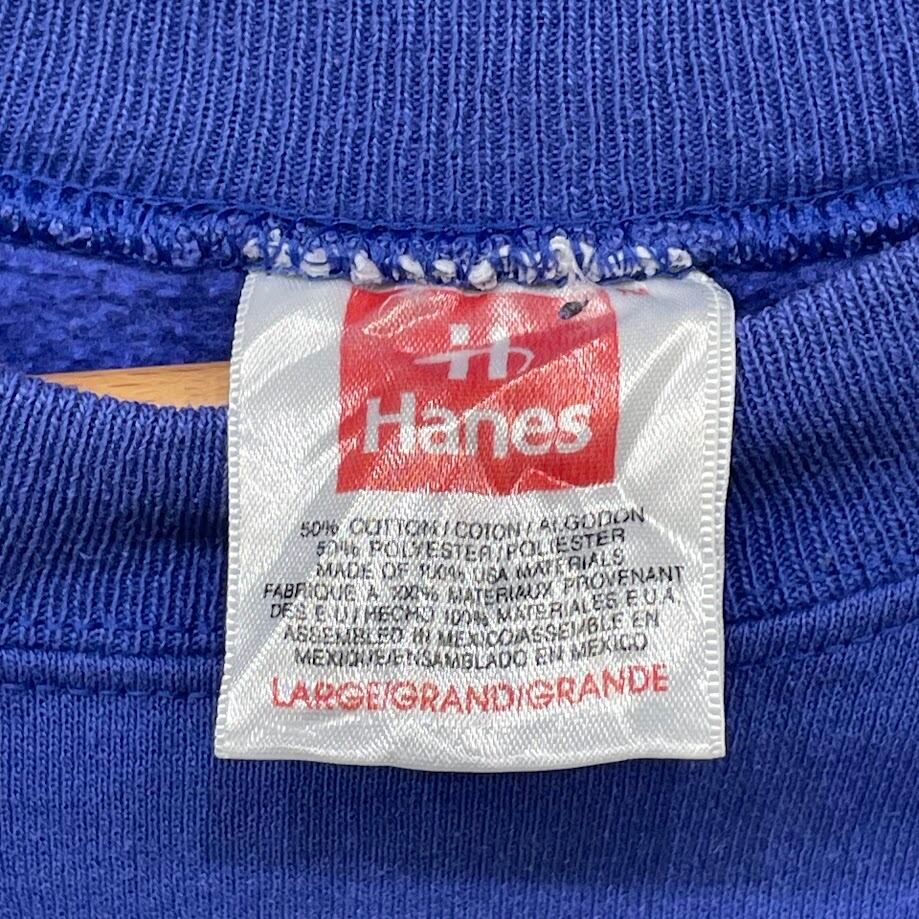 H
Hanes
50% COTTON/COTON/ALGODON
50% POLYESTER/POLIESTER
MADE OF 100% USA MATERIALS
FABRIQUE A 100% MATERIAUX PROVENANT
DES E.U./HECHO 100% MATERIALES E.U.A.
ASSEMBLED IN MEXICO/ASSEMBLE EN
MEXIQUE/ENSAMBLADO EN MEXICO
LARGE/GRAND/GRANDE